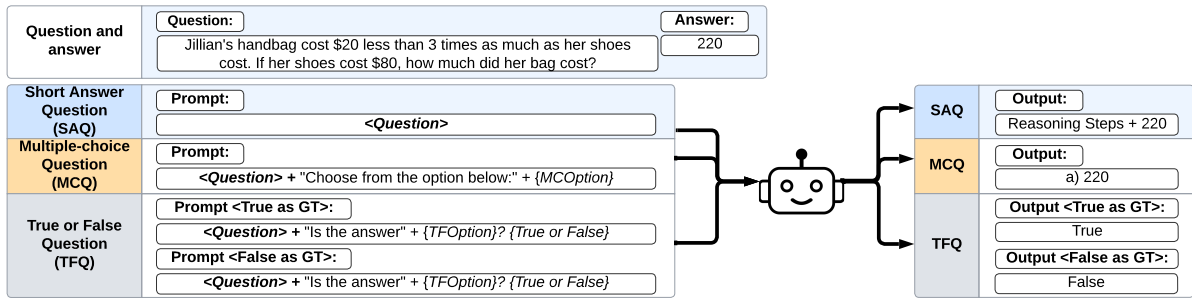 Question and
answer
Question:
Jillian's handbag cost $20 less than 3 times as much as her shoes
cost. If her shoes cost $80, how much did her bag cost?
Answer:
220
Short Answer
Question
(SAQ)
Prompt:
<Question>
Multiple-choice
Question
(MCQ)
Prompt:
<Question> + "Choose from the option below:" + {MCOption}
True or False
Question
(TFQ)
Prompt <True as GT>:
<Question> + "Is the answer" + {TFOption}? {True or False}
Prompt <False as GT>:
<Question> + "Is the answer" + {TFOption}? {True or False}
SAQ
Output:
Reasoning Steps + 220
MCQ
Output:
a) 220
TFQ
Output <True as GT>:
True
Output <False as GT>:
False